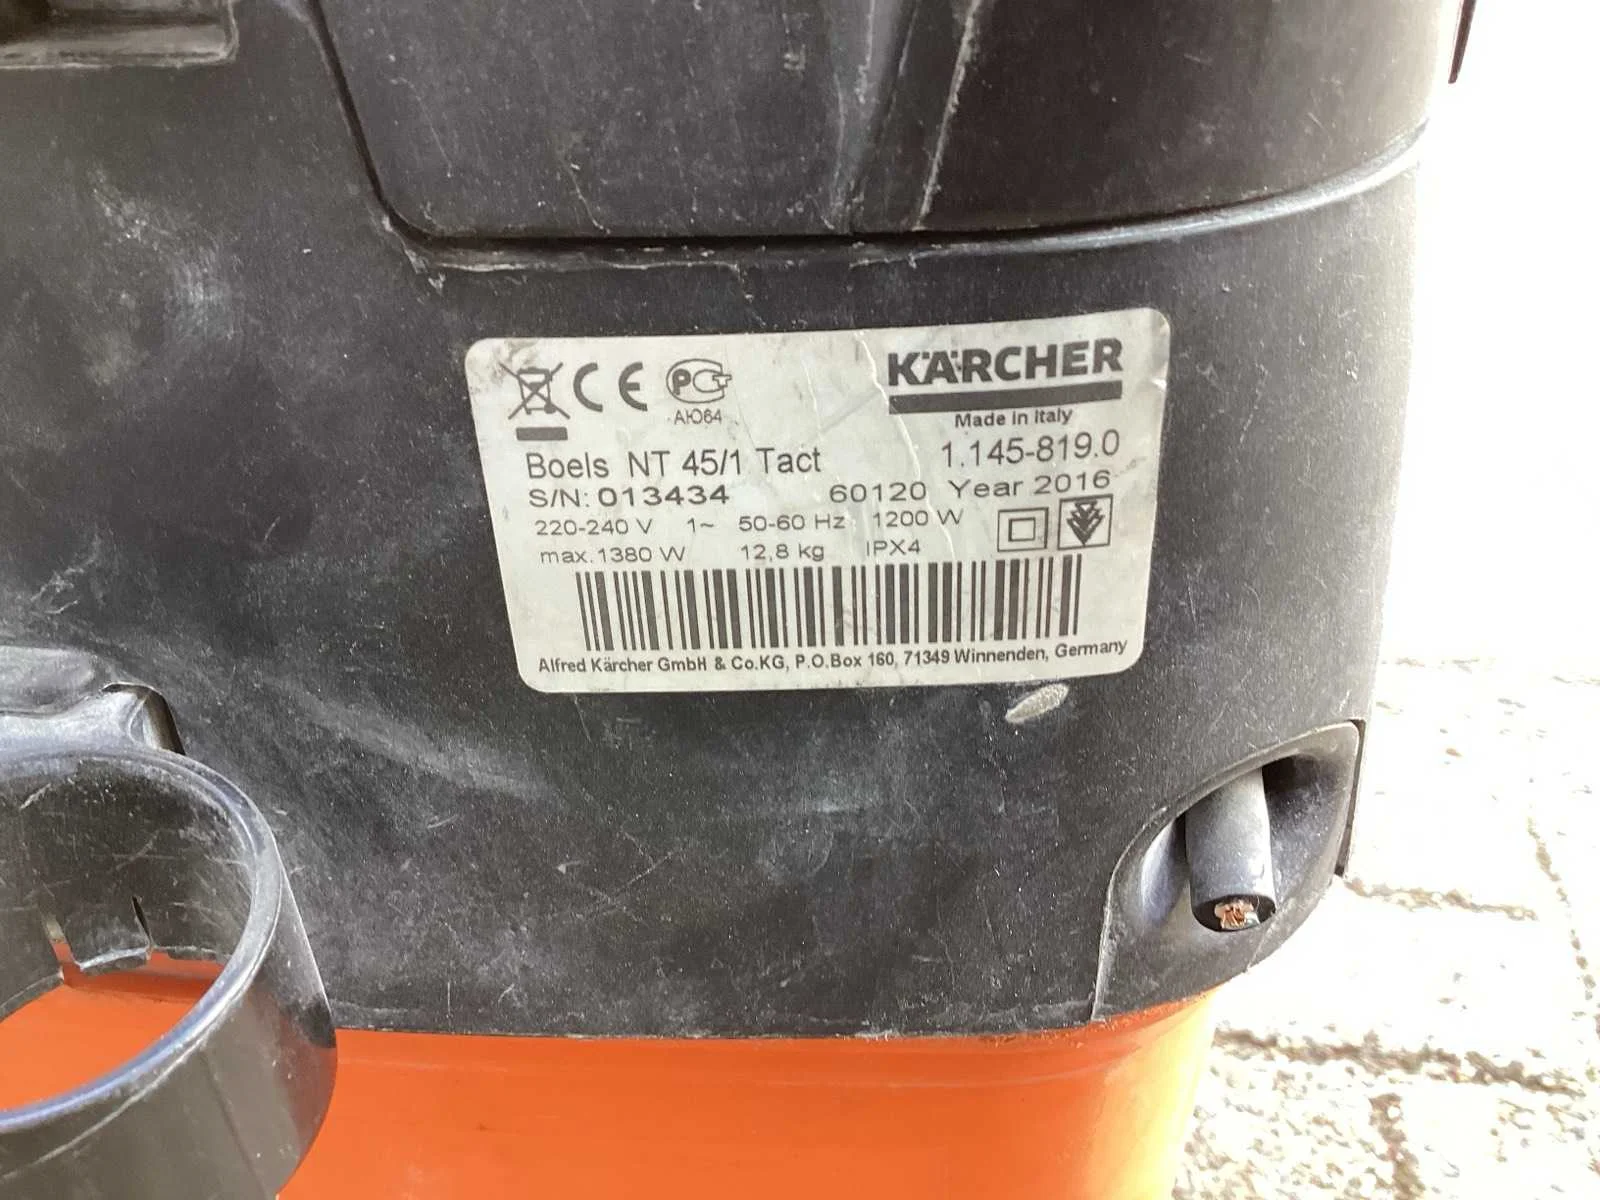 CE PCT KÄRCHER
АЮ64 Made in Italy
Boels NT 45/1 Tact 1.145-819.0
S/N: 013434 60120 Year 2016
220-240 V 1~ 50-60 Hz 1200 W
max.1380 W 12,8 kg IPX4
Alfred Kärcher GmbH & Co.KG, P.O.Box 160, 71349 Winnenden, Germany